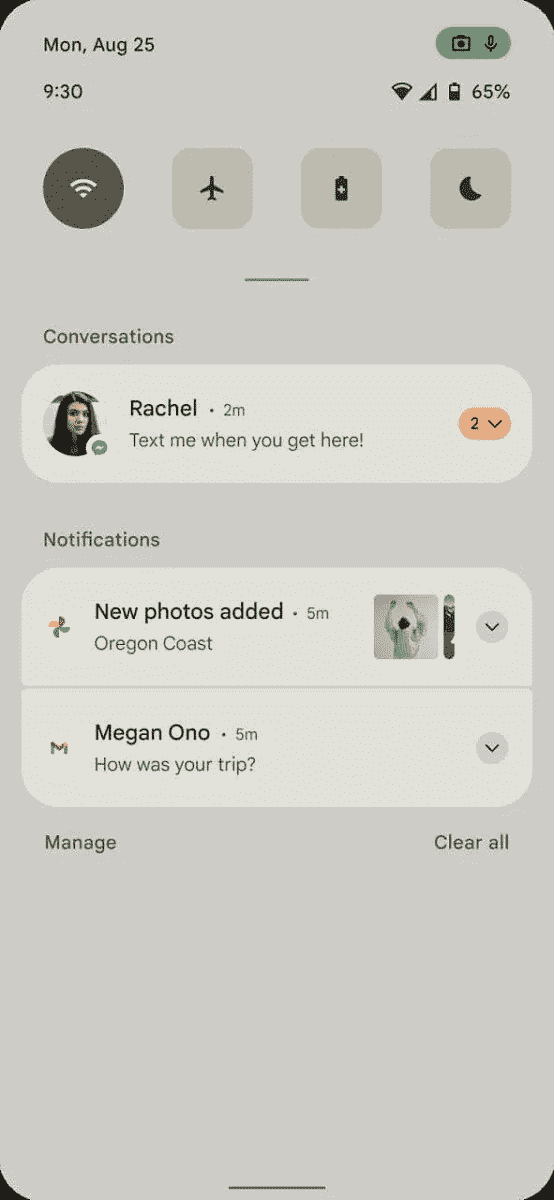 Mon, Aug 25
9:30 65%
Conversations
Rachel • 2m
Text me when you get here!
2
Notifications
New photos added • 5m
Oregon Coast
Megan Ono • 5m
How was your trip?
Manage Clear all